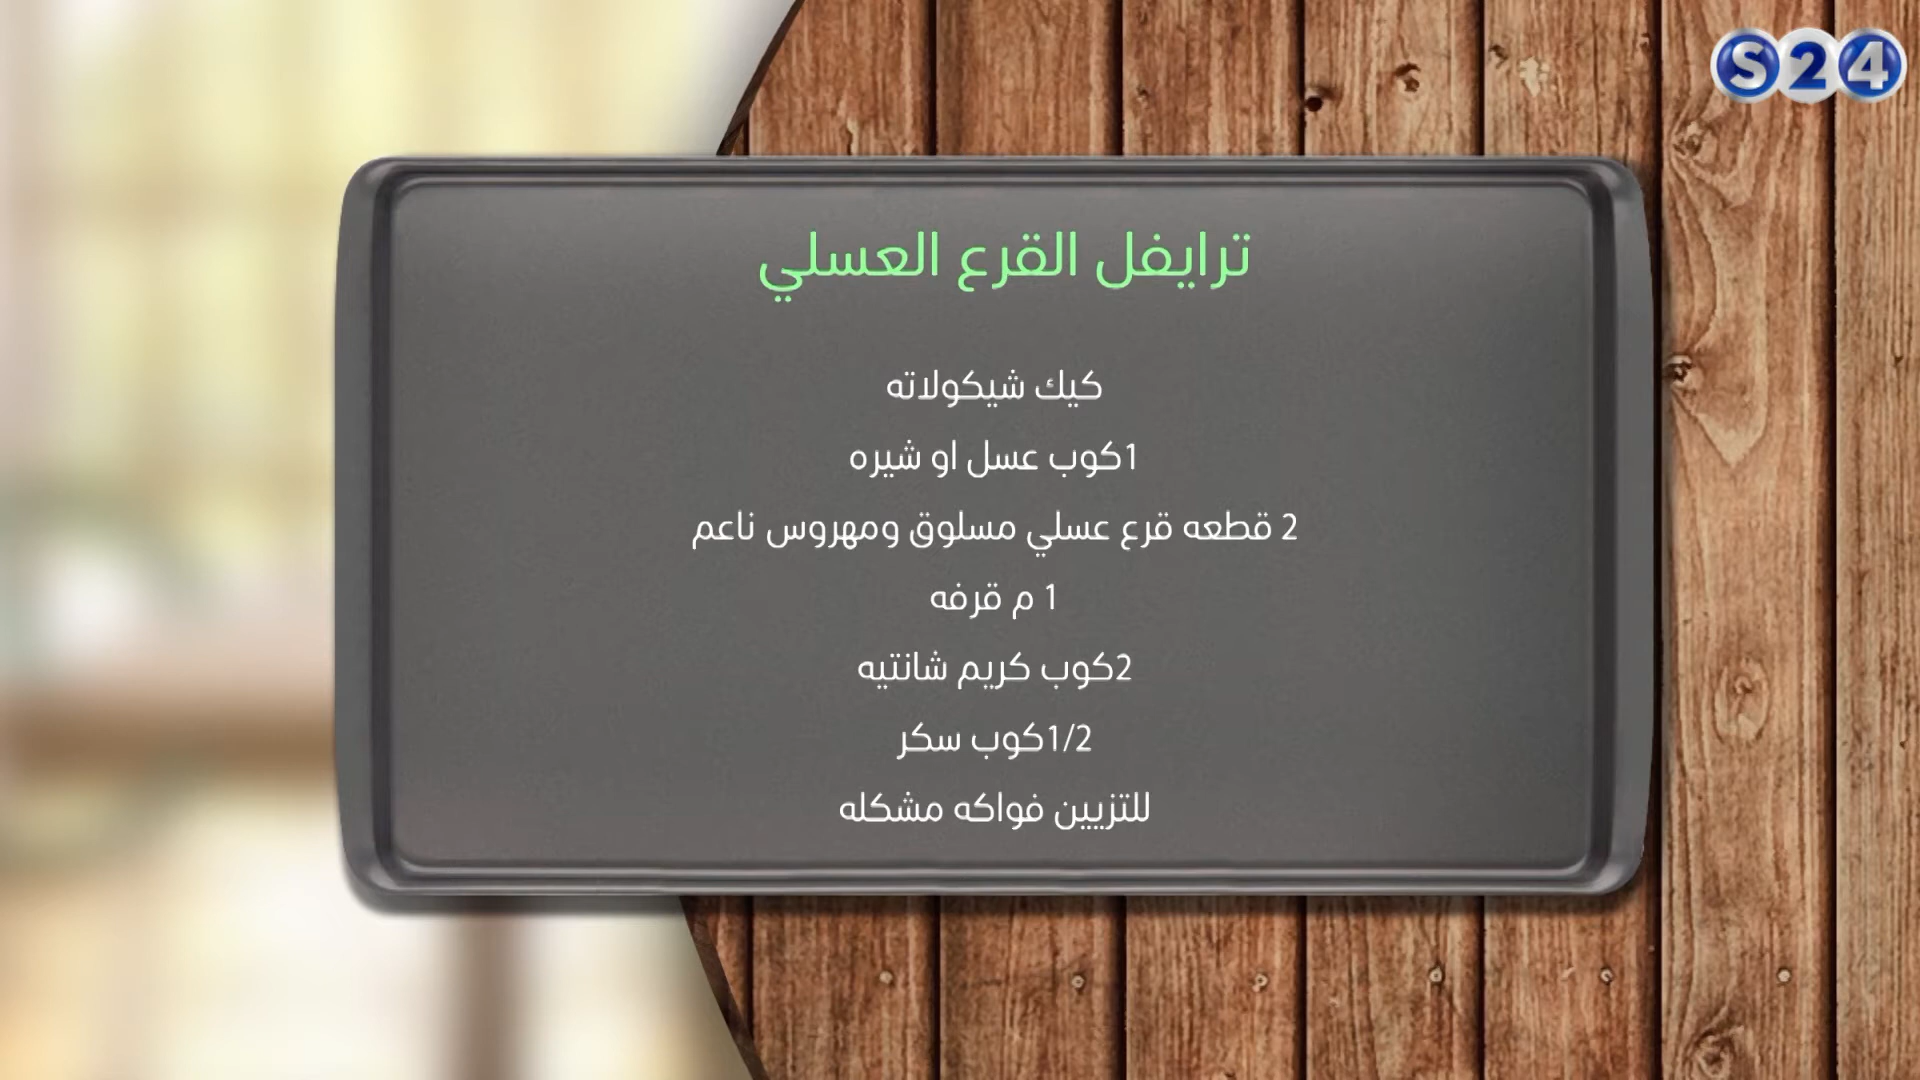 S24
ترايفل القرع العسلي
كيك شيكولاته
1كوب عسل او شيره
2 قطعه قرع عسلي مسلوق ومهروس ناعم
1 م قرفه
2كوب كريم شانتيه
1/2كوب سكر
للتزيين فواكه مشكله